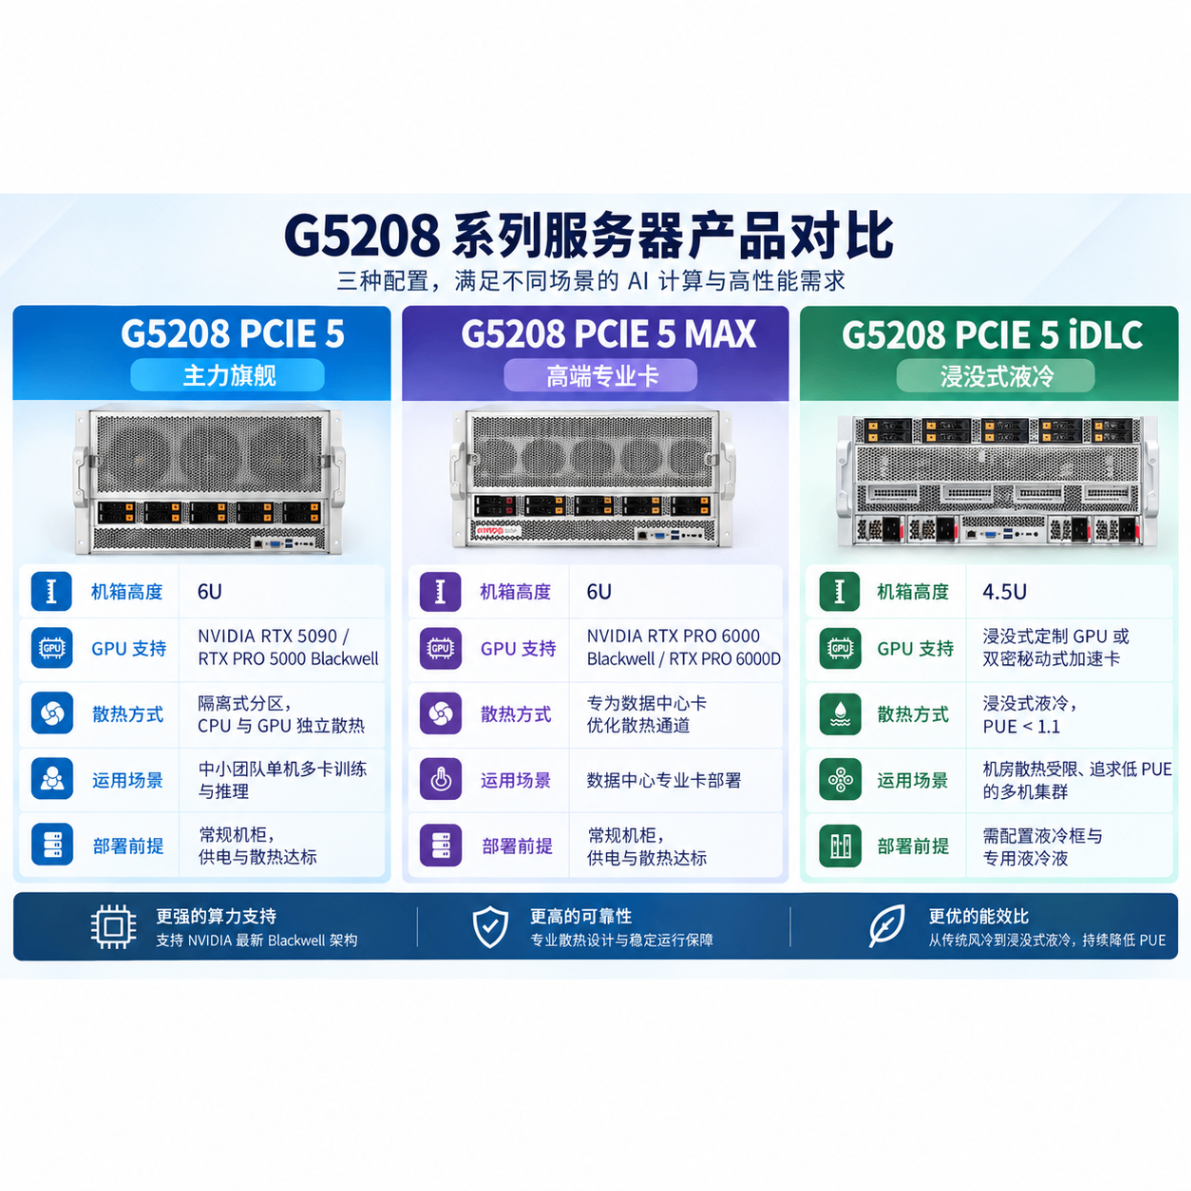 G5208 系列服务器产品对比
三种配置，满足不同场景的 AI 计算与高性能需求
G5208 PCIE 5
主力旗舰
机箱高度
6U
GPU
GPU 支持
NVIDIA RTX 5090 /
RTX PRO 5000 Blackwell
散热方式
隔离式分区，
CPU 与 GPU 独立散热
运用场景
中小团队单机多卡训练
与推理
部署前提
常规机柜，
供电与散热达标
G5208 PCIE 5 MAX
高端专业卡
机箱高度
6U
GPU
GPU 支持
NVIDIA RTX PRO 6000
Blackwell / RTX PRO 6000D
散热方式
专为数据中心卡
优化散热通道
运用场景
数据中心专业卡部署
部署前提
常规机柜，
供电与散热达标
G5208 PCIE 5 iDLC
浸没式液冷
机箱高度
4.5U
GPU
GPU 支持
浸没式定制 GPU 或
双密秘动式加速卡
散热方式
浸没式液冷，
PUE < 1.1
运用场景
机房散热受限、追求低 PUE
的多机集群
部署前提
需配置液冷框与
专用液冷液
更强的算力支持
支持 NVIDIA 最新 Blackwell 架构
更高的可靠性
专业散热设计与稳定运行保障
更优的能效比
从传统风冷到浸没式液冷，持续降低 PUE